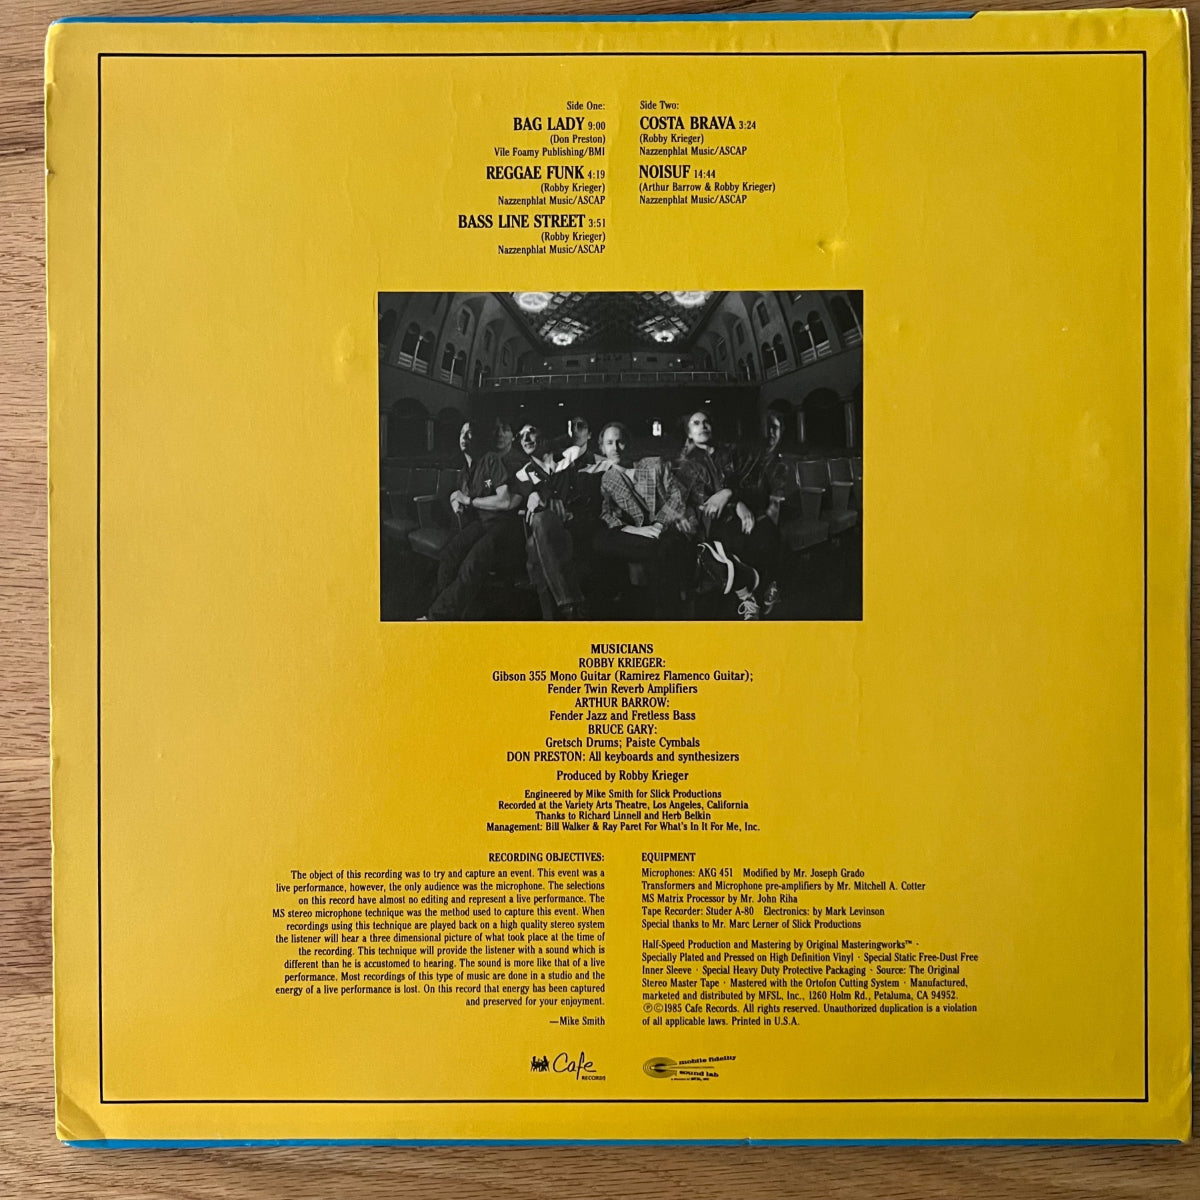 Side One:
BAG LADY 9:00
(Don Preston)
Vile Foamy Publishing/BMI
REGGAE FUNK 4:19
(Robby Krieger)
Nazzenphlat Music/ASCAP
BASS LINE STREET 3:51
(Robby Krieger)
Nazzenphlat Music/ASCAP
Side Two:
COSTA BRAVA 3:24
(Robby Krieger)
Nazzenphlat Music/ASCAP
NOISUF 14:44
(Arthur Barrow & Robby Krieger)
Nazzenphlat Music/ASCAP
MUSICIANS
ROBBY KRIEGER:
Gibson 355 Mono Guitar (Ramirez Flamenco Guitar);
Fender Twin Reverb Amplifiers
ARTHUR BARROW:
Fender Jazz and Fretless Bass
BRUCE GARY:
Gretsch Drums; Paiste Cymbals
DON PRESTON: All keyboards and synthesizers
Produced by Robby Krieger
Engineered by Mike Smith for Slick Productions
Recorded at the Variety Arts Theatre, Los Angeles, California
Thanks to Richard Linnell and Herb Belkin
Management: Bill Walker & Ray Paret For What's In It For Me, Inc.
RECORDING OBJECTIVES:
The object of this recording was to try and capture an event. This event was a
live performance, however, the only audience was the microphone. The selections
on this record have almost no editing and represent a live performance. The
MS stereo microphone technique was the method used to capture this event. When
recordings using this technique are played back on a high quality stereo system
the listener will hear a three dimensional picture of what took place at the time of
the recording. This technique will provide the listener with a sound which is
different than he is accustomed to hearing. The sound is more like that of a live
performance. Most recordings of this type of music are done in a studio and the
energy of a live performance is lost. On this record that energy has been captured
and preserved for your enjoyment.
—Mike Smith
EQUIPMENT
Microphones: AKG 451 Modified by Mr. Joseph Grado
Transformers and Microphone pre-amplifiers by Mr. Mitchell A. Cotter
MS Matrix Processor by Mr. John Riha
Tape Recorder: Studer A-80 Electronics: by Mark Levinson
Special thanks to Mr. Marc Lerner of Slick Productions
Half-Speed Production and Mastering by Original Masteringworks™ ·
Specially Plated and Pressed on High Definition Vinyl · Special Static Free-Dust Free
Inner Sleeve · Special Heavy Duty Protective Packaging · Source: The Original
Stereo Master Tape · Mastered with the Ortofon Cutting System · Manufactured,
marketed and distributed by MFSL, Inc., 1260 Holm Rd., Petaluma, CA 94952.
Ⓟ©1985 Cafe Records. All rights reserved. Unauthorized duplication is a violation
of all applicable laws. Printed in U.S.A.
Cafe
RECORDS
mobile fidelity
sound lab